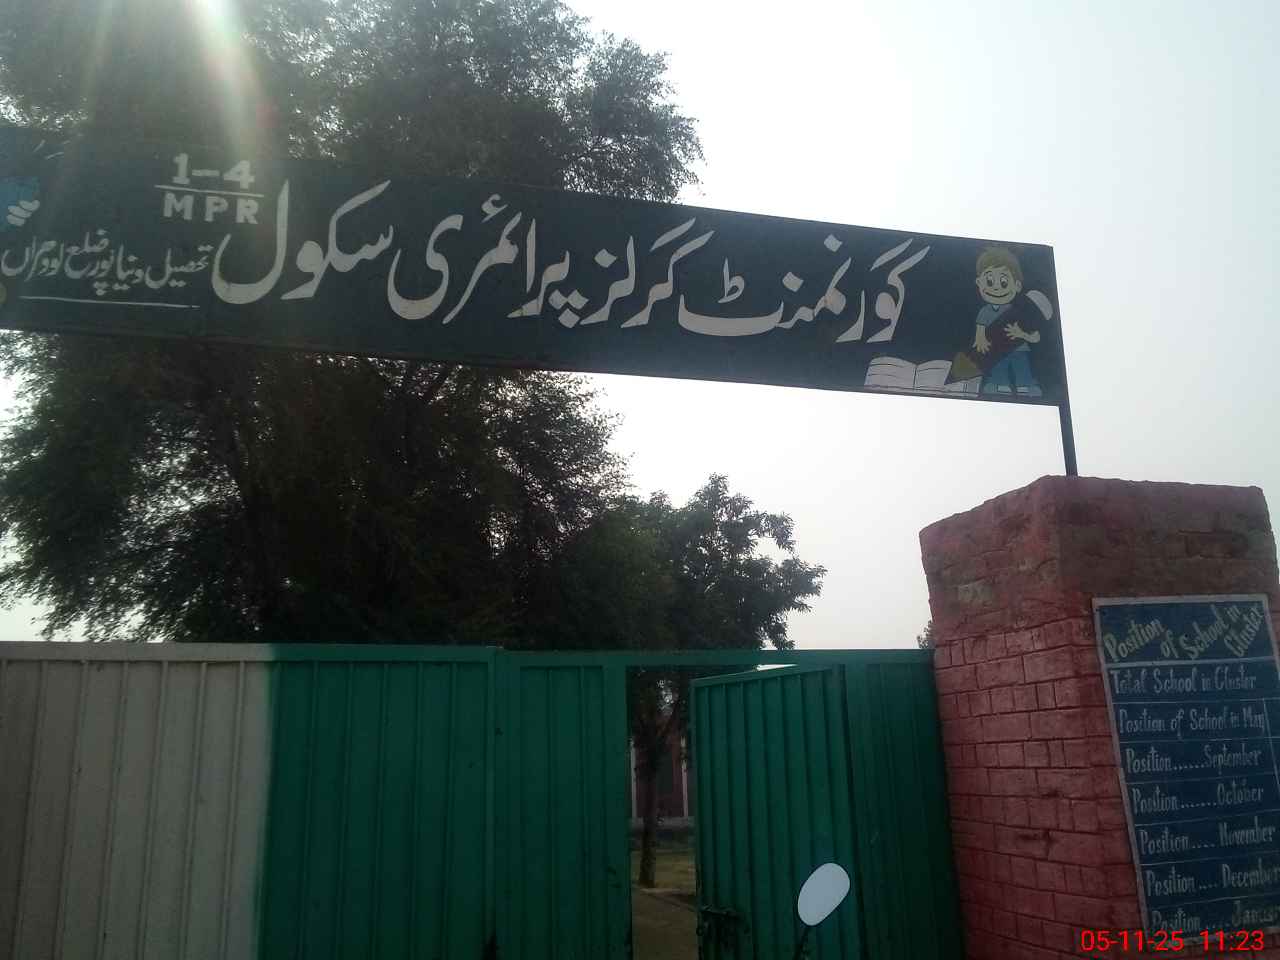 گورنمنٹ گرلز پرائمری سکول
1-4
MPR
تحصیل دنیاپور ضلع لودھراں
Position
of School in
Cluster
Total School in Cluster
Position of School in May
Position......September
Position.......October
Position.... November
Position.... December
Position....
05-11-25 11:23